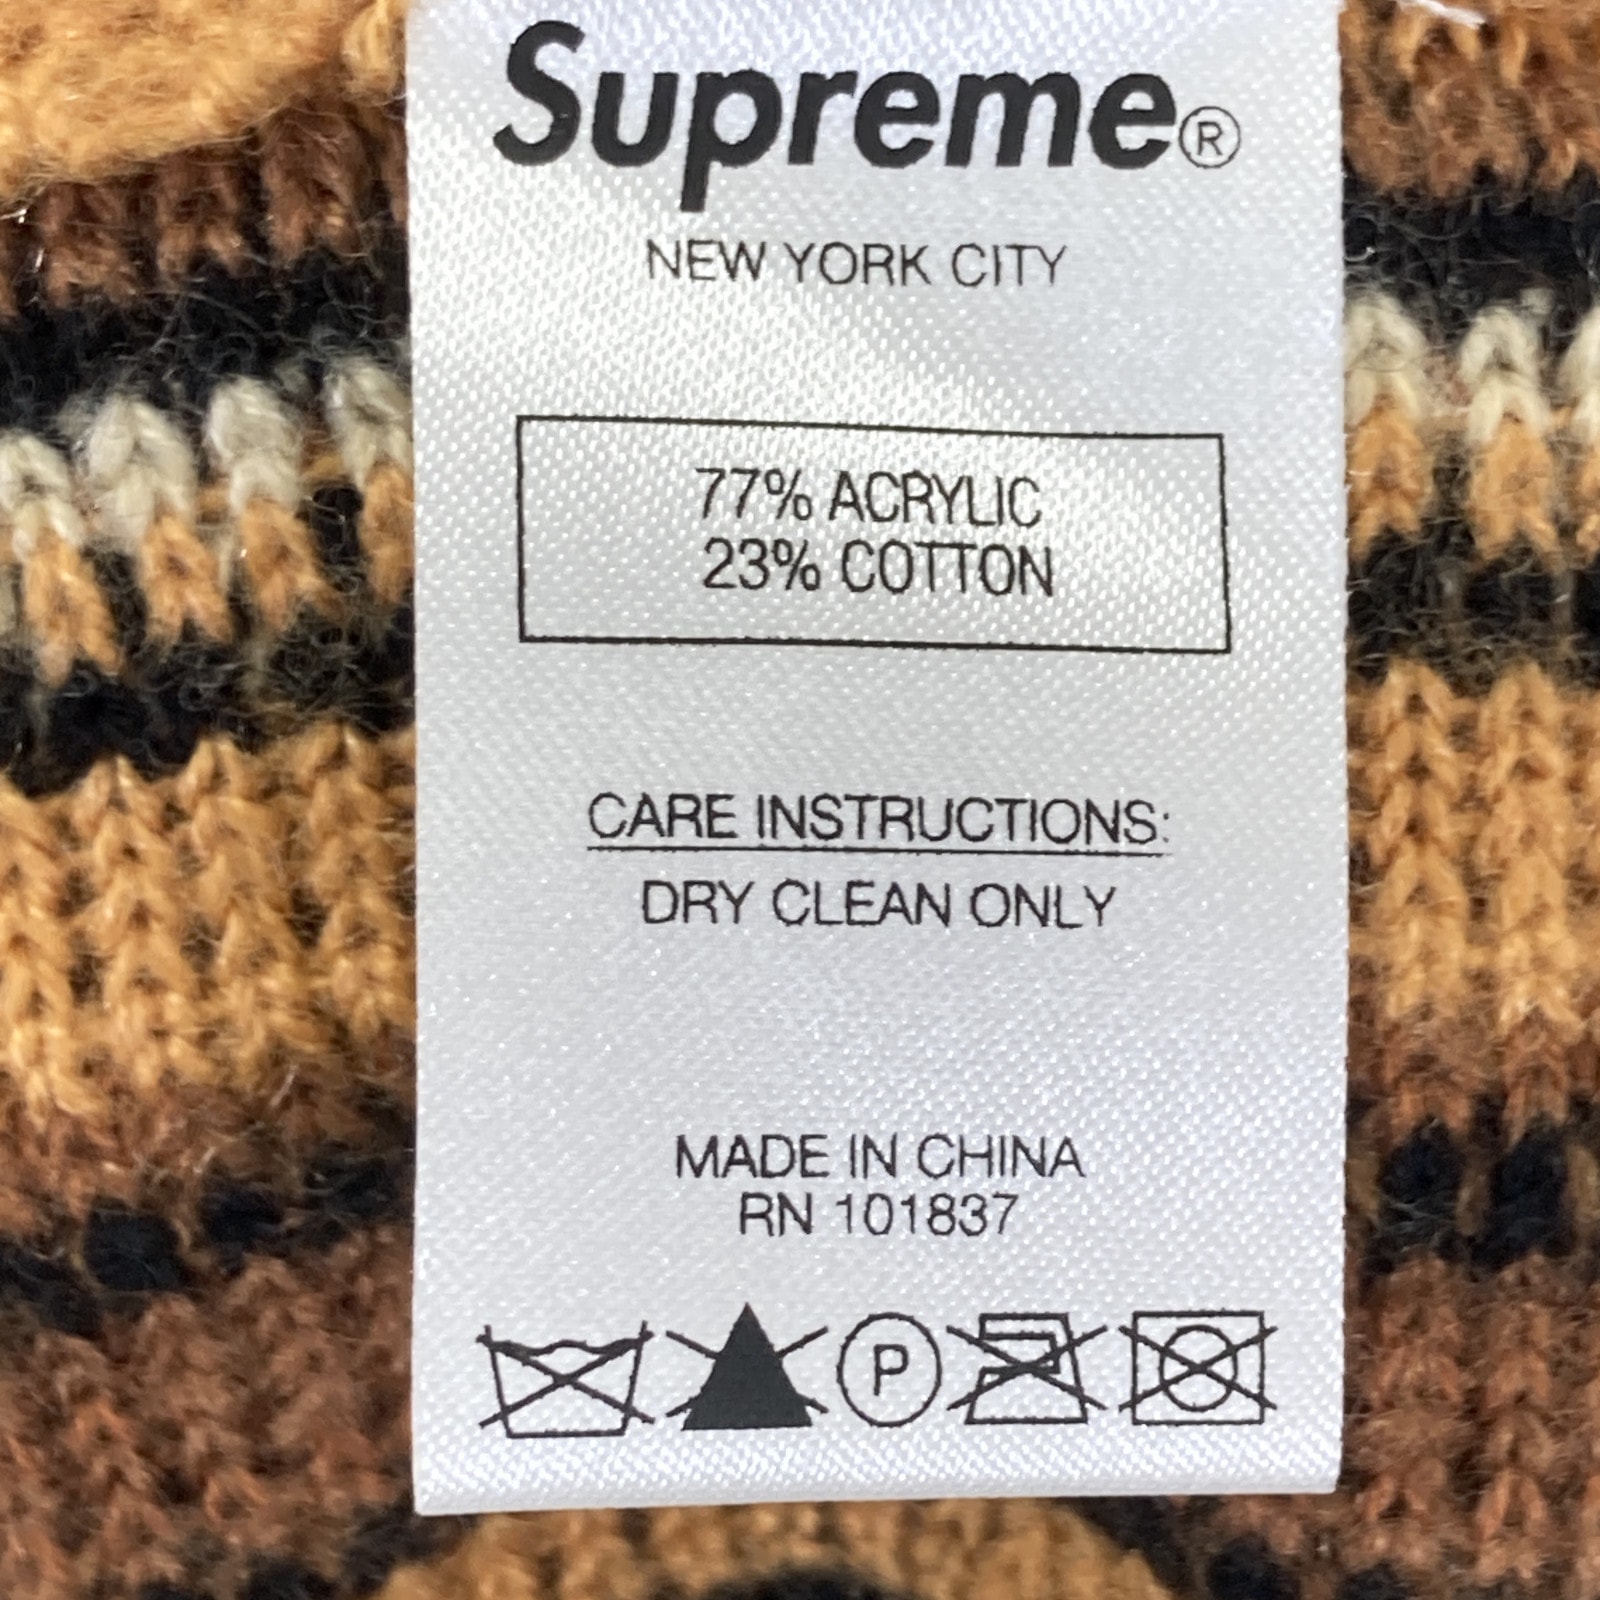 Supreme®
NEW YORK CITY
77% ACRYLIC
23% COTTON
CARE INSTRUCTIONS:
DRY CLEAN ONLY
MADE IN CHINA
RN 101837
P